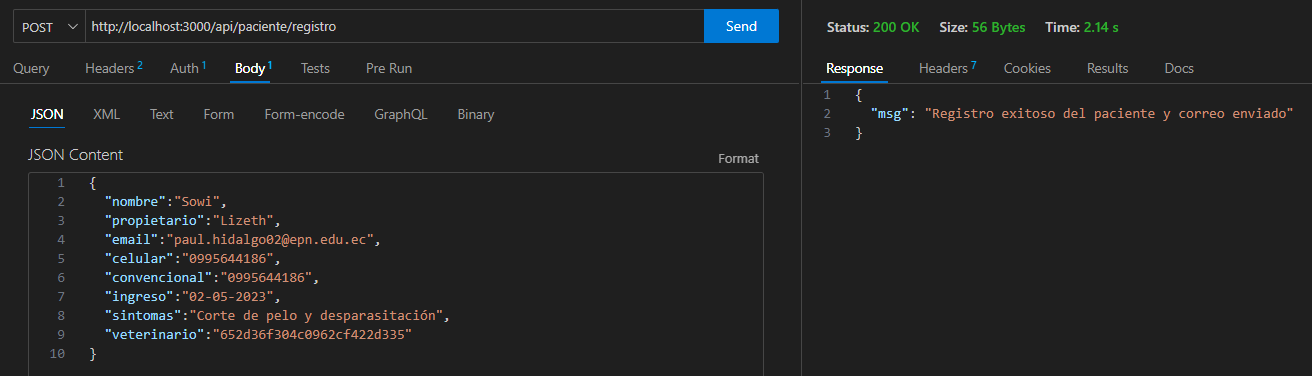 POST http://localhost:3000/api/paciente/registro Send
Query Headers 2 Auth 1 Body 1 Tests Pre Run
JSON XML Text Form Form-encode GraphQL Binary
JSON Content
Format
1 {
2 "nombre":"Sowi",
3 "propietario":"Lizeth",
4 "email":"paul.hidalgo02@epn.edu.ec",
5 "celular":"0995644186",
6 "convencional":"0995644186",
7 "ingreso":"02-05-2023",
8 "sintomas":"Corte de pelo y desparasitación",
9 "veterinario":"652d36f304c0962cf422d335"
10 }
Status: 200 OK Size: 56 Bytes Time: 2.14 s
Response Headers 7 Cookies Results Docs
1 {
2 "msg": "Registro exitoso del paciente y correo enviado"
3 }